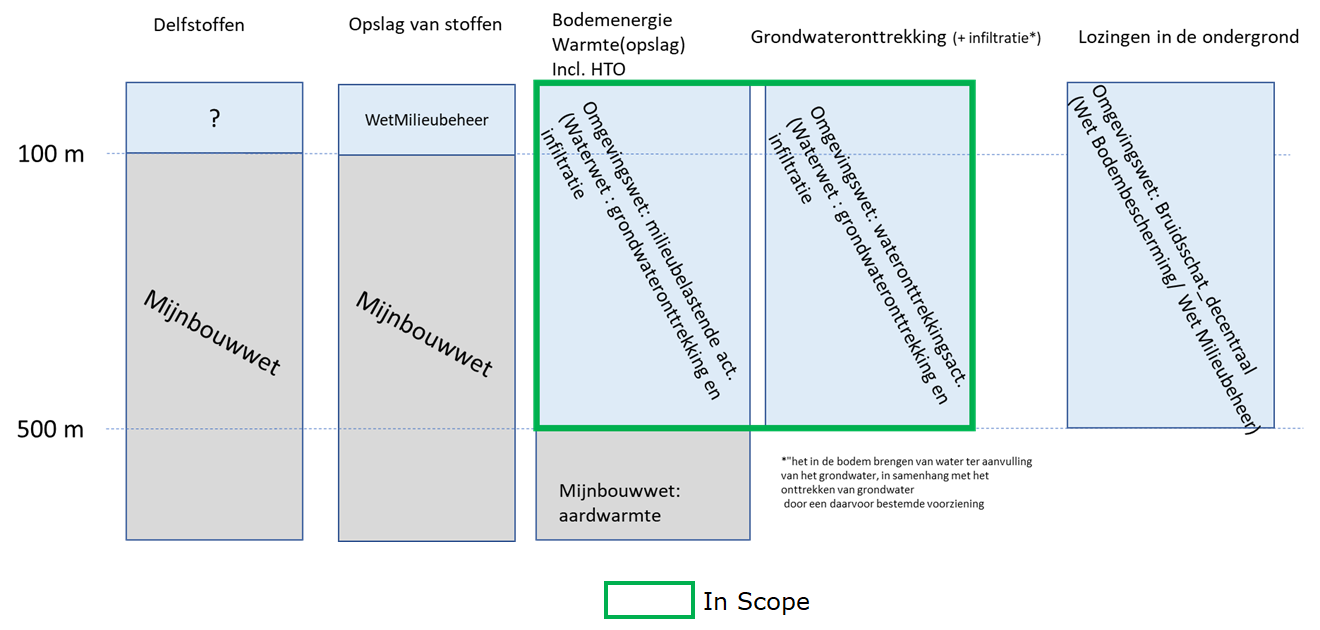 Delfstoffen
Opslag van stoffen
Bodemenergie
Warmte(opslag)
Incl. HTO
Grondwateronttrekking (+ infiltratie*)
Lozingen in de ondergrond
?
WetMilieubeheer
100 m
Omgevingswet: milieubelastende act.
(Waterwet : grondwateronttrekking en
infiltratie
Omgevingswet: wateronttrekkingsact.
(Waterwet : grondwateronttrekking en
infiltratie
Omgevingswet: Bruidsschat_decentraal
(Wet Bodembescherming/ Wet Milieubeheer)
Mijnbouwwet
Mijnbouwwet
500 m
Mijnbouwwet:
aardwarmte
*"het in de bodem brengen van water ter aanvulling
van het grondwater, in samenhang met het
onttrekken van grondwater
door een daarvoor bestemde voorziening
In Scope